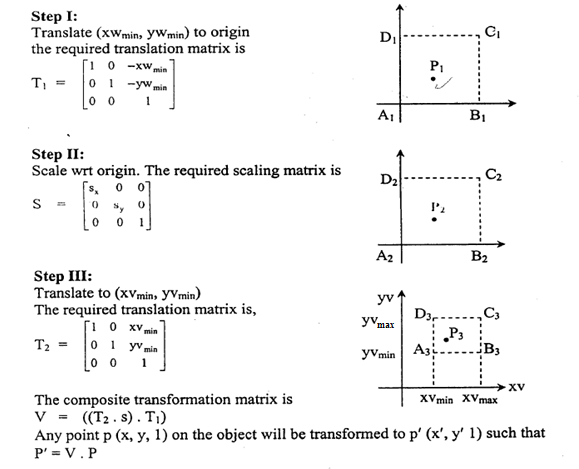 Step I:
Translate (xwmin, ywmin) to origin
the required translation matrix is
T1 = [1 0 -xwmin
0 1 -ywmin
0 0 1]
D1 C1
P1
A1 B1
Step II:
Scale wrt origin. The required scaling matrix is
S = [sx 0 0
0 sy 0
0 0 1]
D2 C2
P2
A2 B2
Step III:
Translate to (xvmin, yvmin)
The required translation matrix is,
T2 = [1 0 xvmin
0 1 yvmin
0 0 1]
yv
yvmax D3 C3
P3
yvmin A3 B3
xv
xvmin xvmax
The composite transformation matrix is
V = ((T2 . s) . T1)
Any point p (x, y, 1) on the object will be transformed to p′ (x′, y′ 1) such that
P′ = V . P